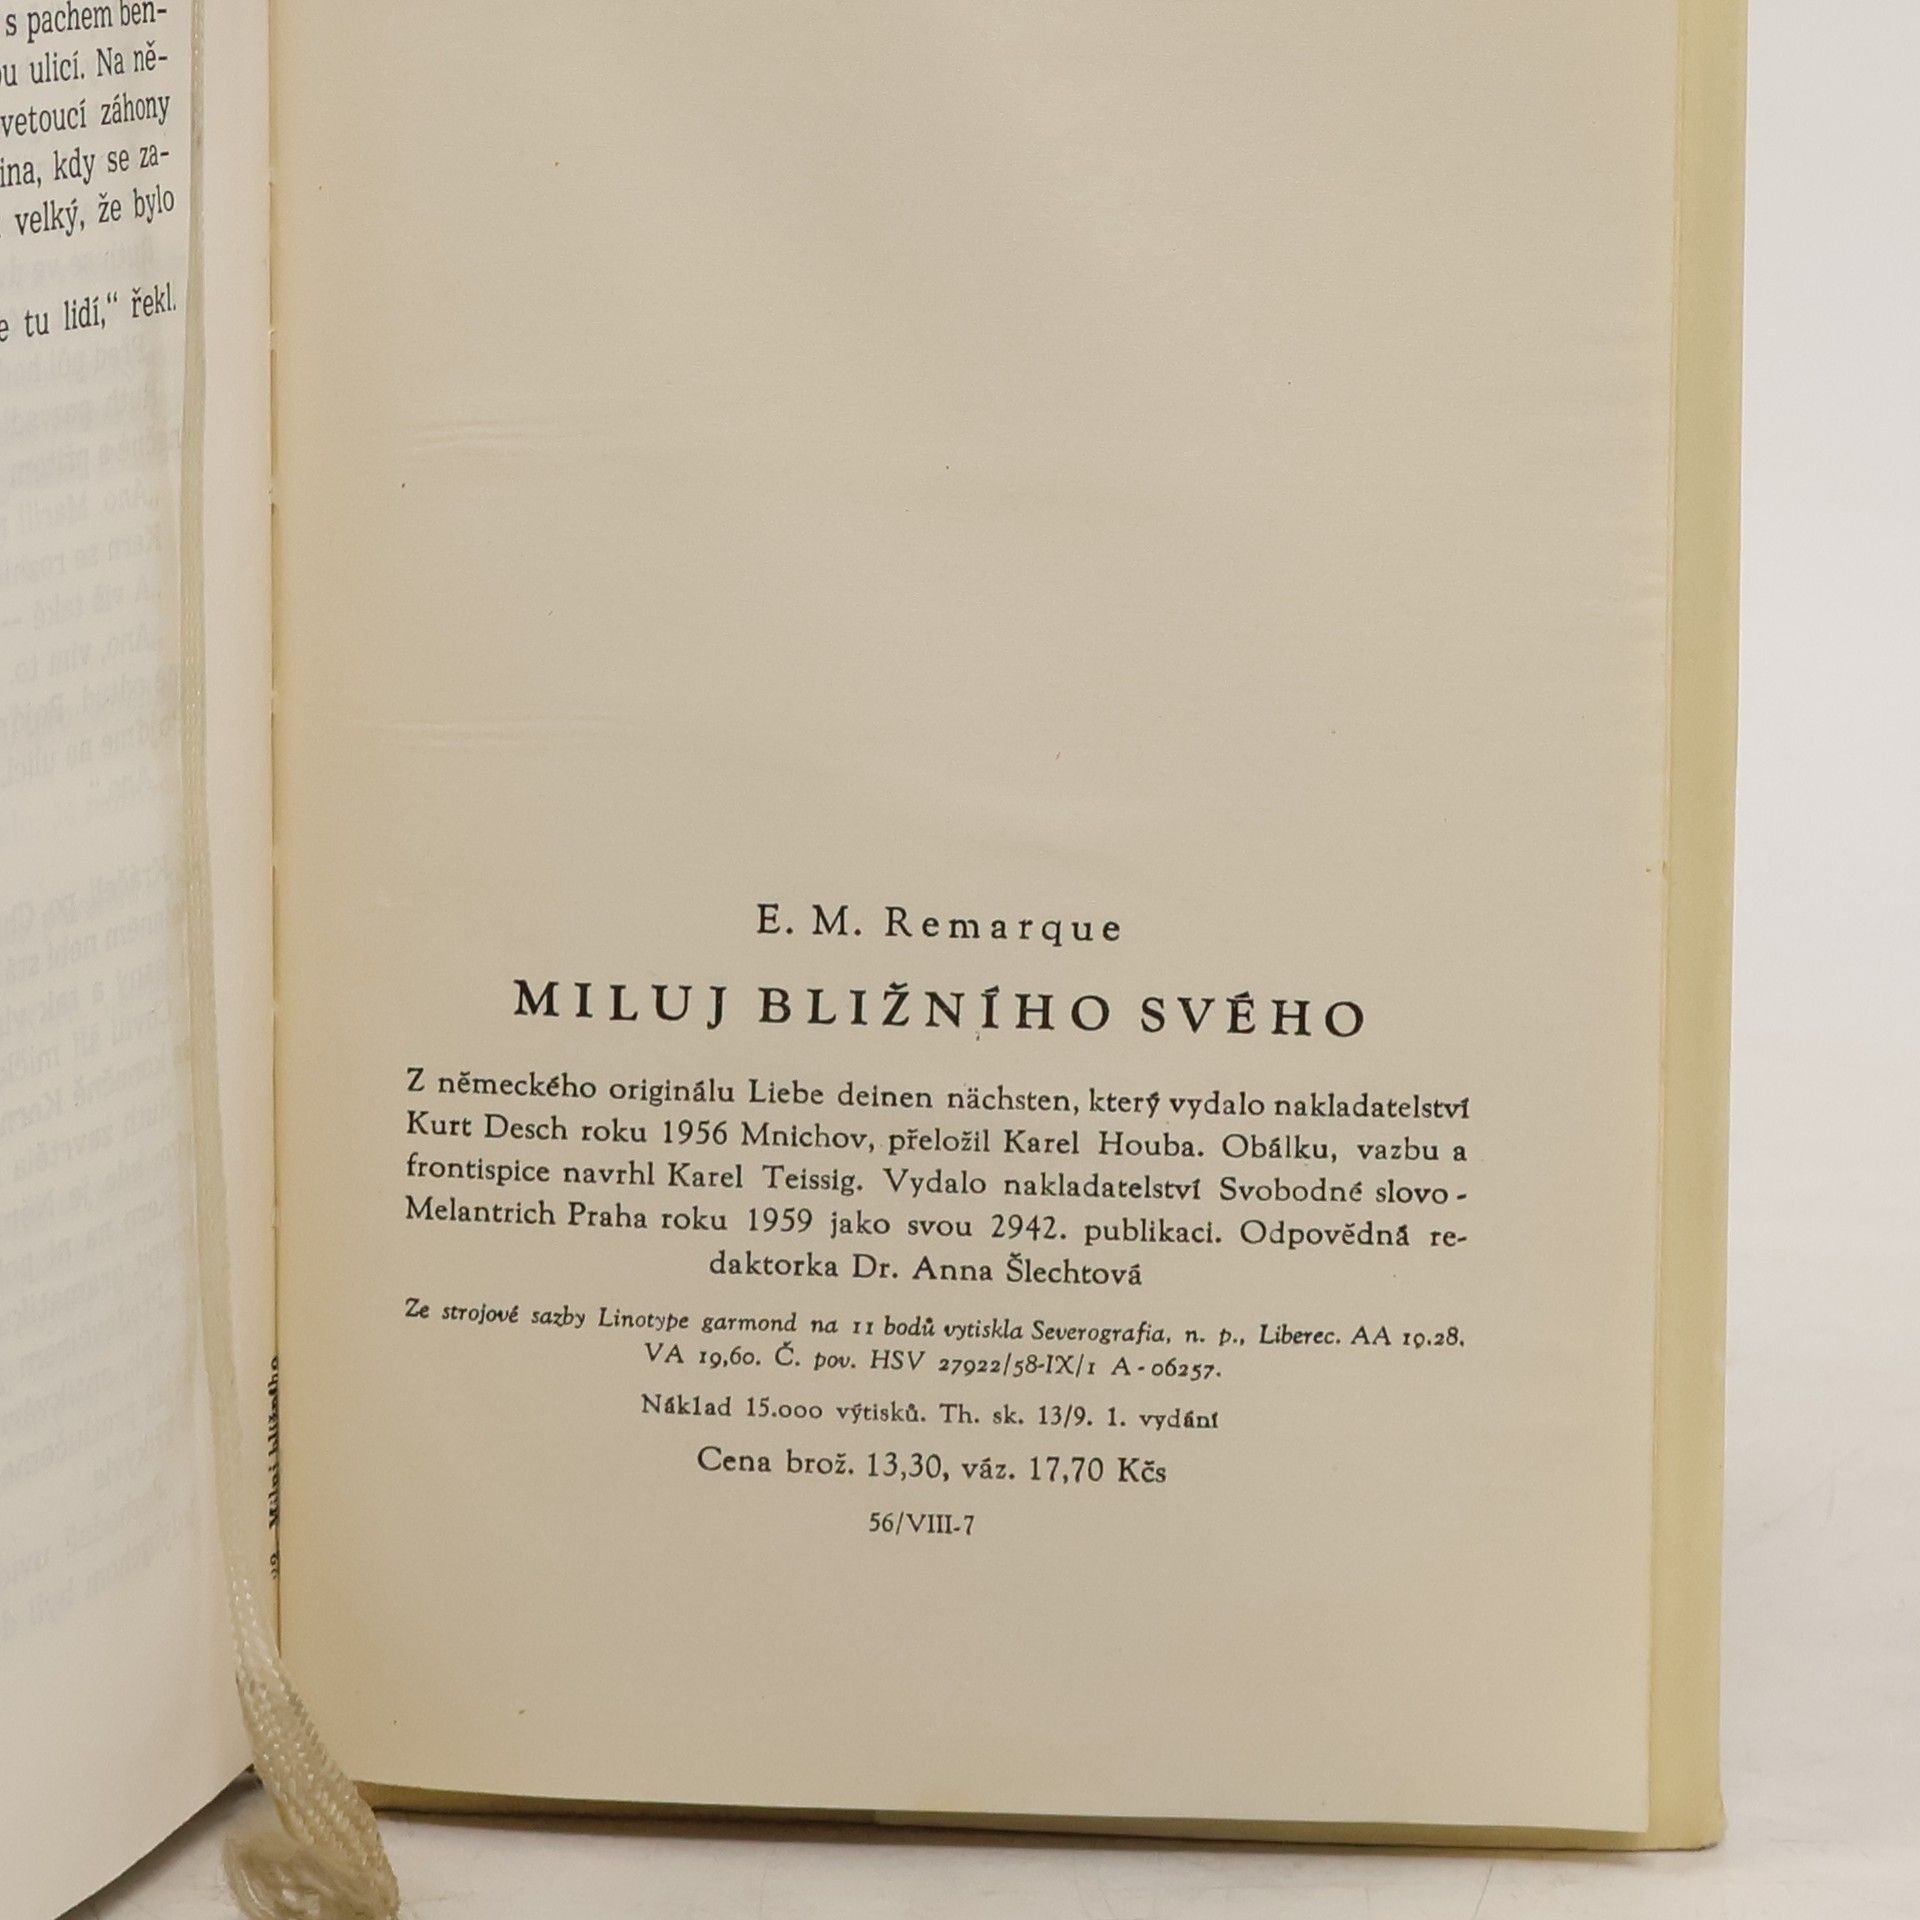 s pachem ben-
ulicí. Na ně-
záhony
kdy se za-
velký, že bylo
tu lidí,“ řekl.
E. M. Remarque
MILUJ BLIŽNÍHO SVÉHO
Z německého originálu Liebe deinen nächsten, který vydalo nakladatelství
Kurt Desch roku 1956 Mnichov, přeložil Karel Houba. Obálku, vazbu a
frontispice navrhl Karel Teissig. Vydalo nakladatelství Svobodné slovo -
Melantrich Praha roku 1959 jako svou 2942. publikaci. Odpovědná re-
daktorka Dr. Anna Šlechtová
Ze strojové sazby Linotype garmond na 11 bodů vytiskla Severografia, n. p., Liberec. AA 19.28.
VA 19,60. Č. pov. HSV 27922/58-IX/1 A - 06257.
Náklad 15.000 výtisků. Th. sk. 13/9. 1. vydání
Cena brož. 13,30, váz. 17,70 Kčs
56/VIII-7